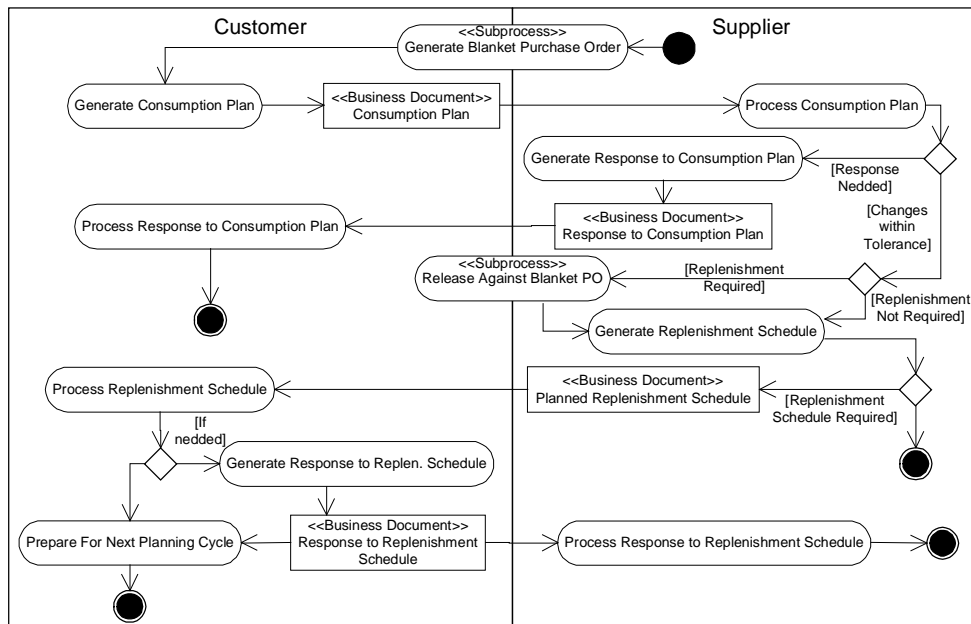 Customer
Supplier
<<Subprocess>>
Generate Blanket Purchase Order
Generate Consumption Plan
<<Business Document>>
Consumption Plan
Process Consumption Plan
Generate Response to Consumption Plan
[Response
Nedded]
[Changes
within
Tolerance]
Process Response to Consumption Plan
<<Business Document>>
Response to Consumption Plan
<<Subprocess>>
Release Against Blanket PO
[Replenishment
Required]
[Replenishment
Not Required]
Generate Replenishment Schedule
Process Replenishment Schedule
<<Business Document>>
Planned Replenishment Schedule
[Replenishment
Schedule Required]
[If
nedded]
Generate Response to Replen. Schedule
Prepare For Next Planning Cycle
<<Business Document>>
Response to Replenishment
Schedule
Process Response to Replenishment Schedule